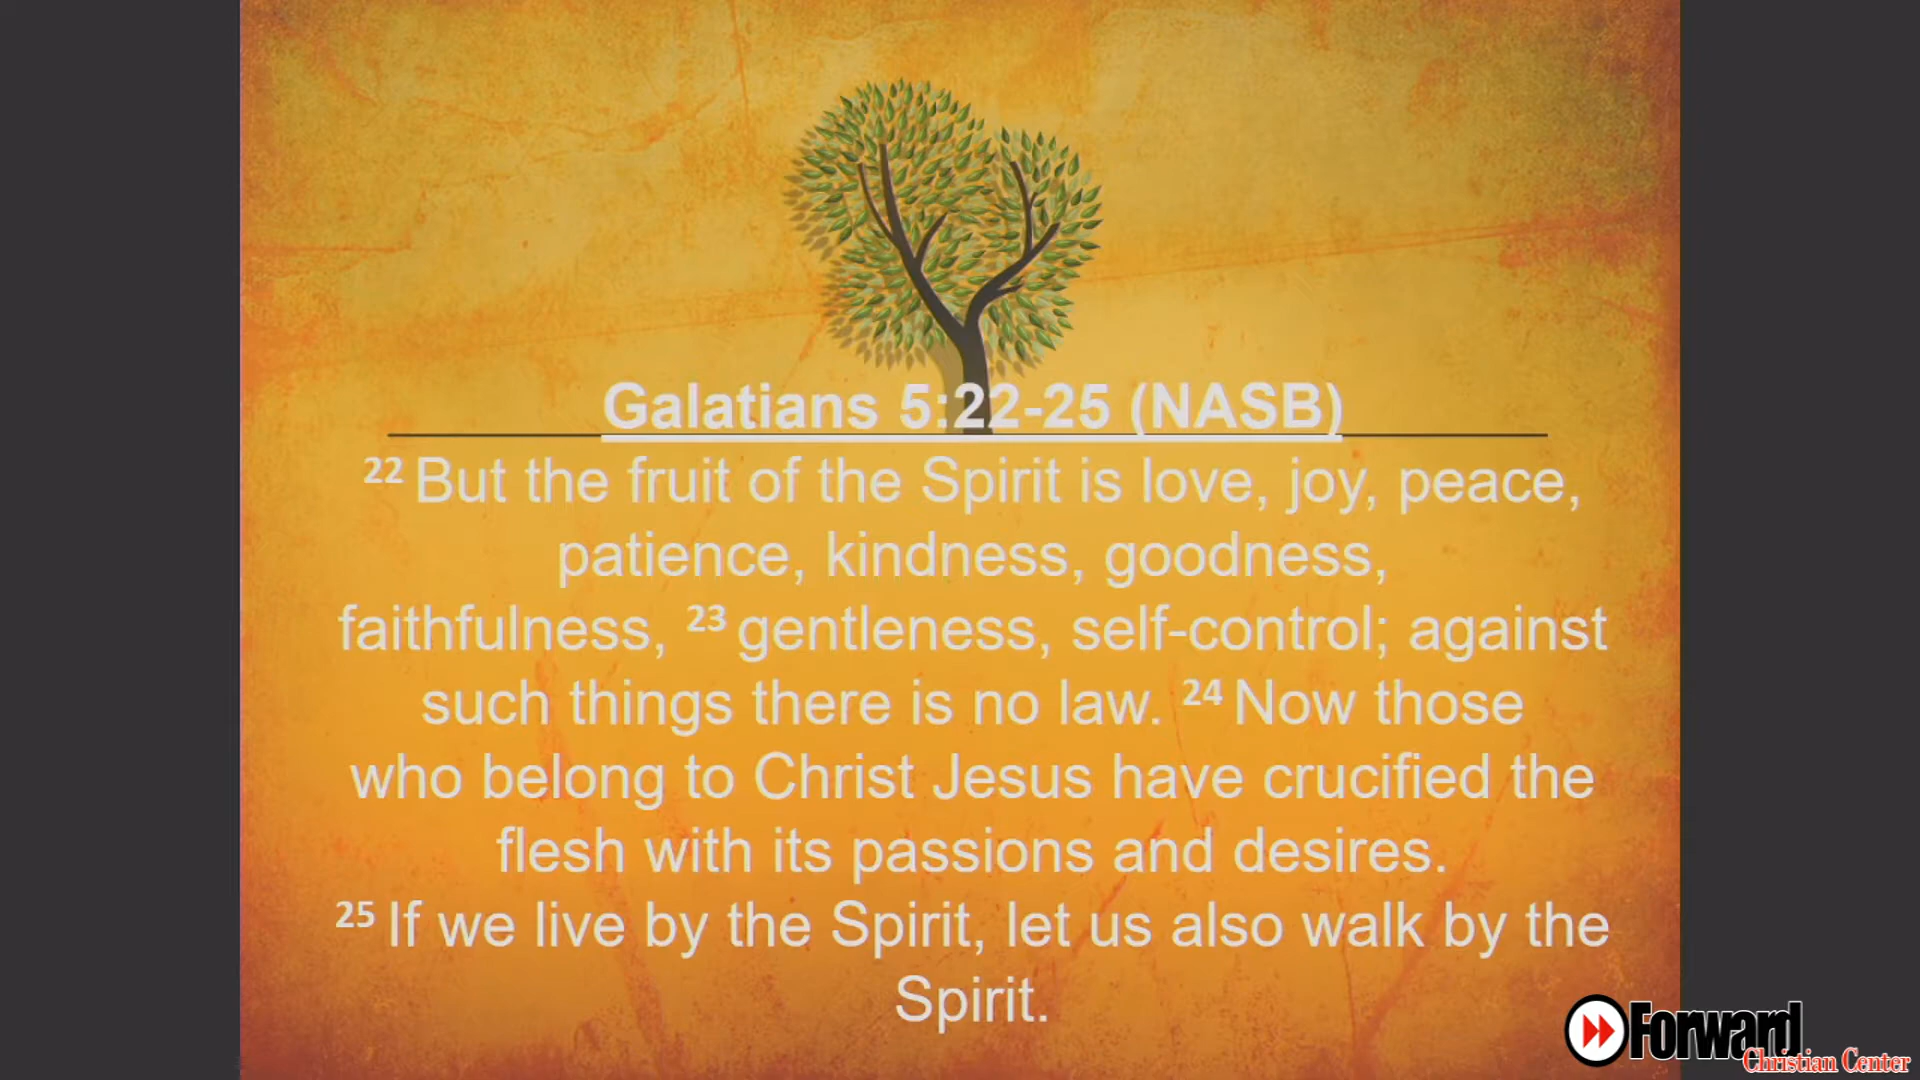 Galatians 5:22-25 (NASB)
22 But the fruit of the Spirit is love, joy, peace,
patience, kindness, goodness,
faithfulness, 23 gentleness, self-control; against
such things there is no law. 24 Now those
who belong to Christ Jesus have crucified the
flesh with its passions and desires.
25 If we live by the Spirit, let us also walk by the
Spirit.
Forward
Christian Center